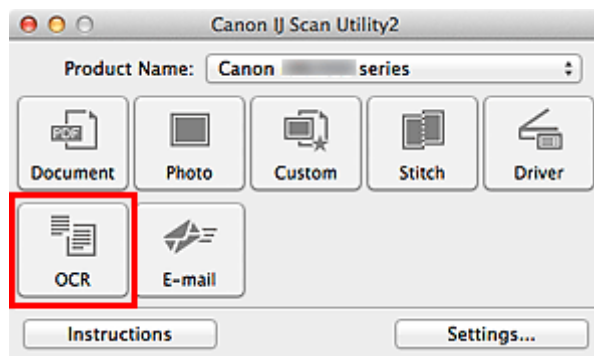 Canon IJ Scan Utility2
Product Name: Canon series
PDF
Document Photo Custom Stitch Driver
OCR E-mail
Instructions Settings...